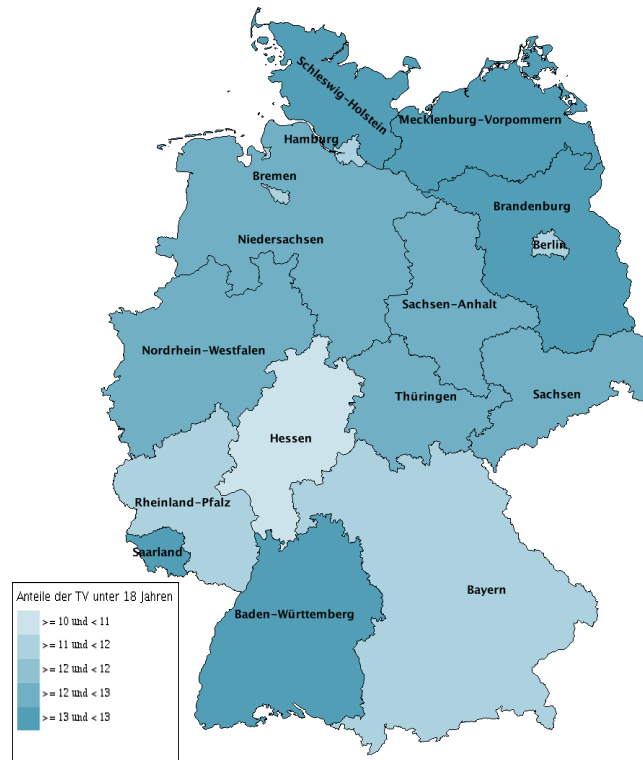 Schleswig-Holstein
Mecklenburg-Vorpommern
Hamburg
Bremen
Brandenburg
Niedersachsen
Berlin
Sachsen-Anhalt
Nordrhein-Westfalen
Thüringen
Sachsen
Hessen
Rheinland-Pfalz
Saarland
Bayern
Baden-Württemberg
Anteile der TV unter 18 Jahren
>= 10 und < 11
>= 11 und < 12
>= 12 und < 12
>= 12 und < 13
>= 13 und < 13